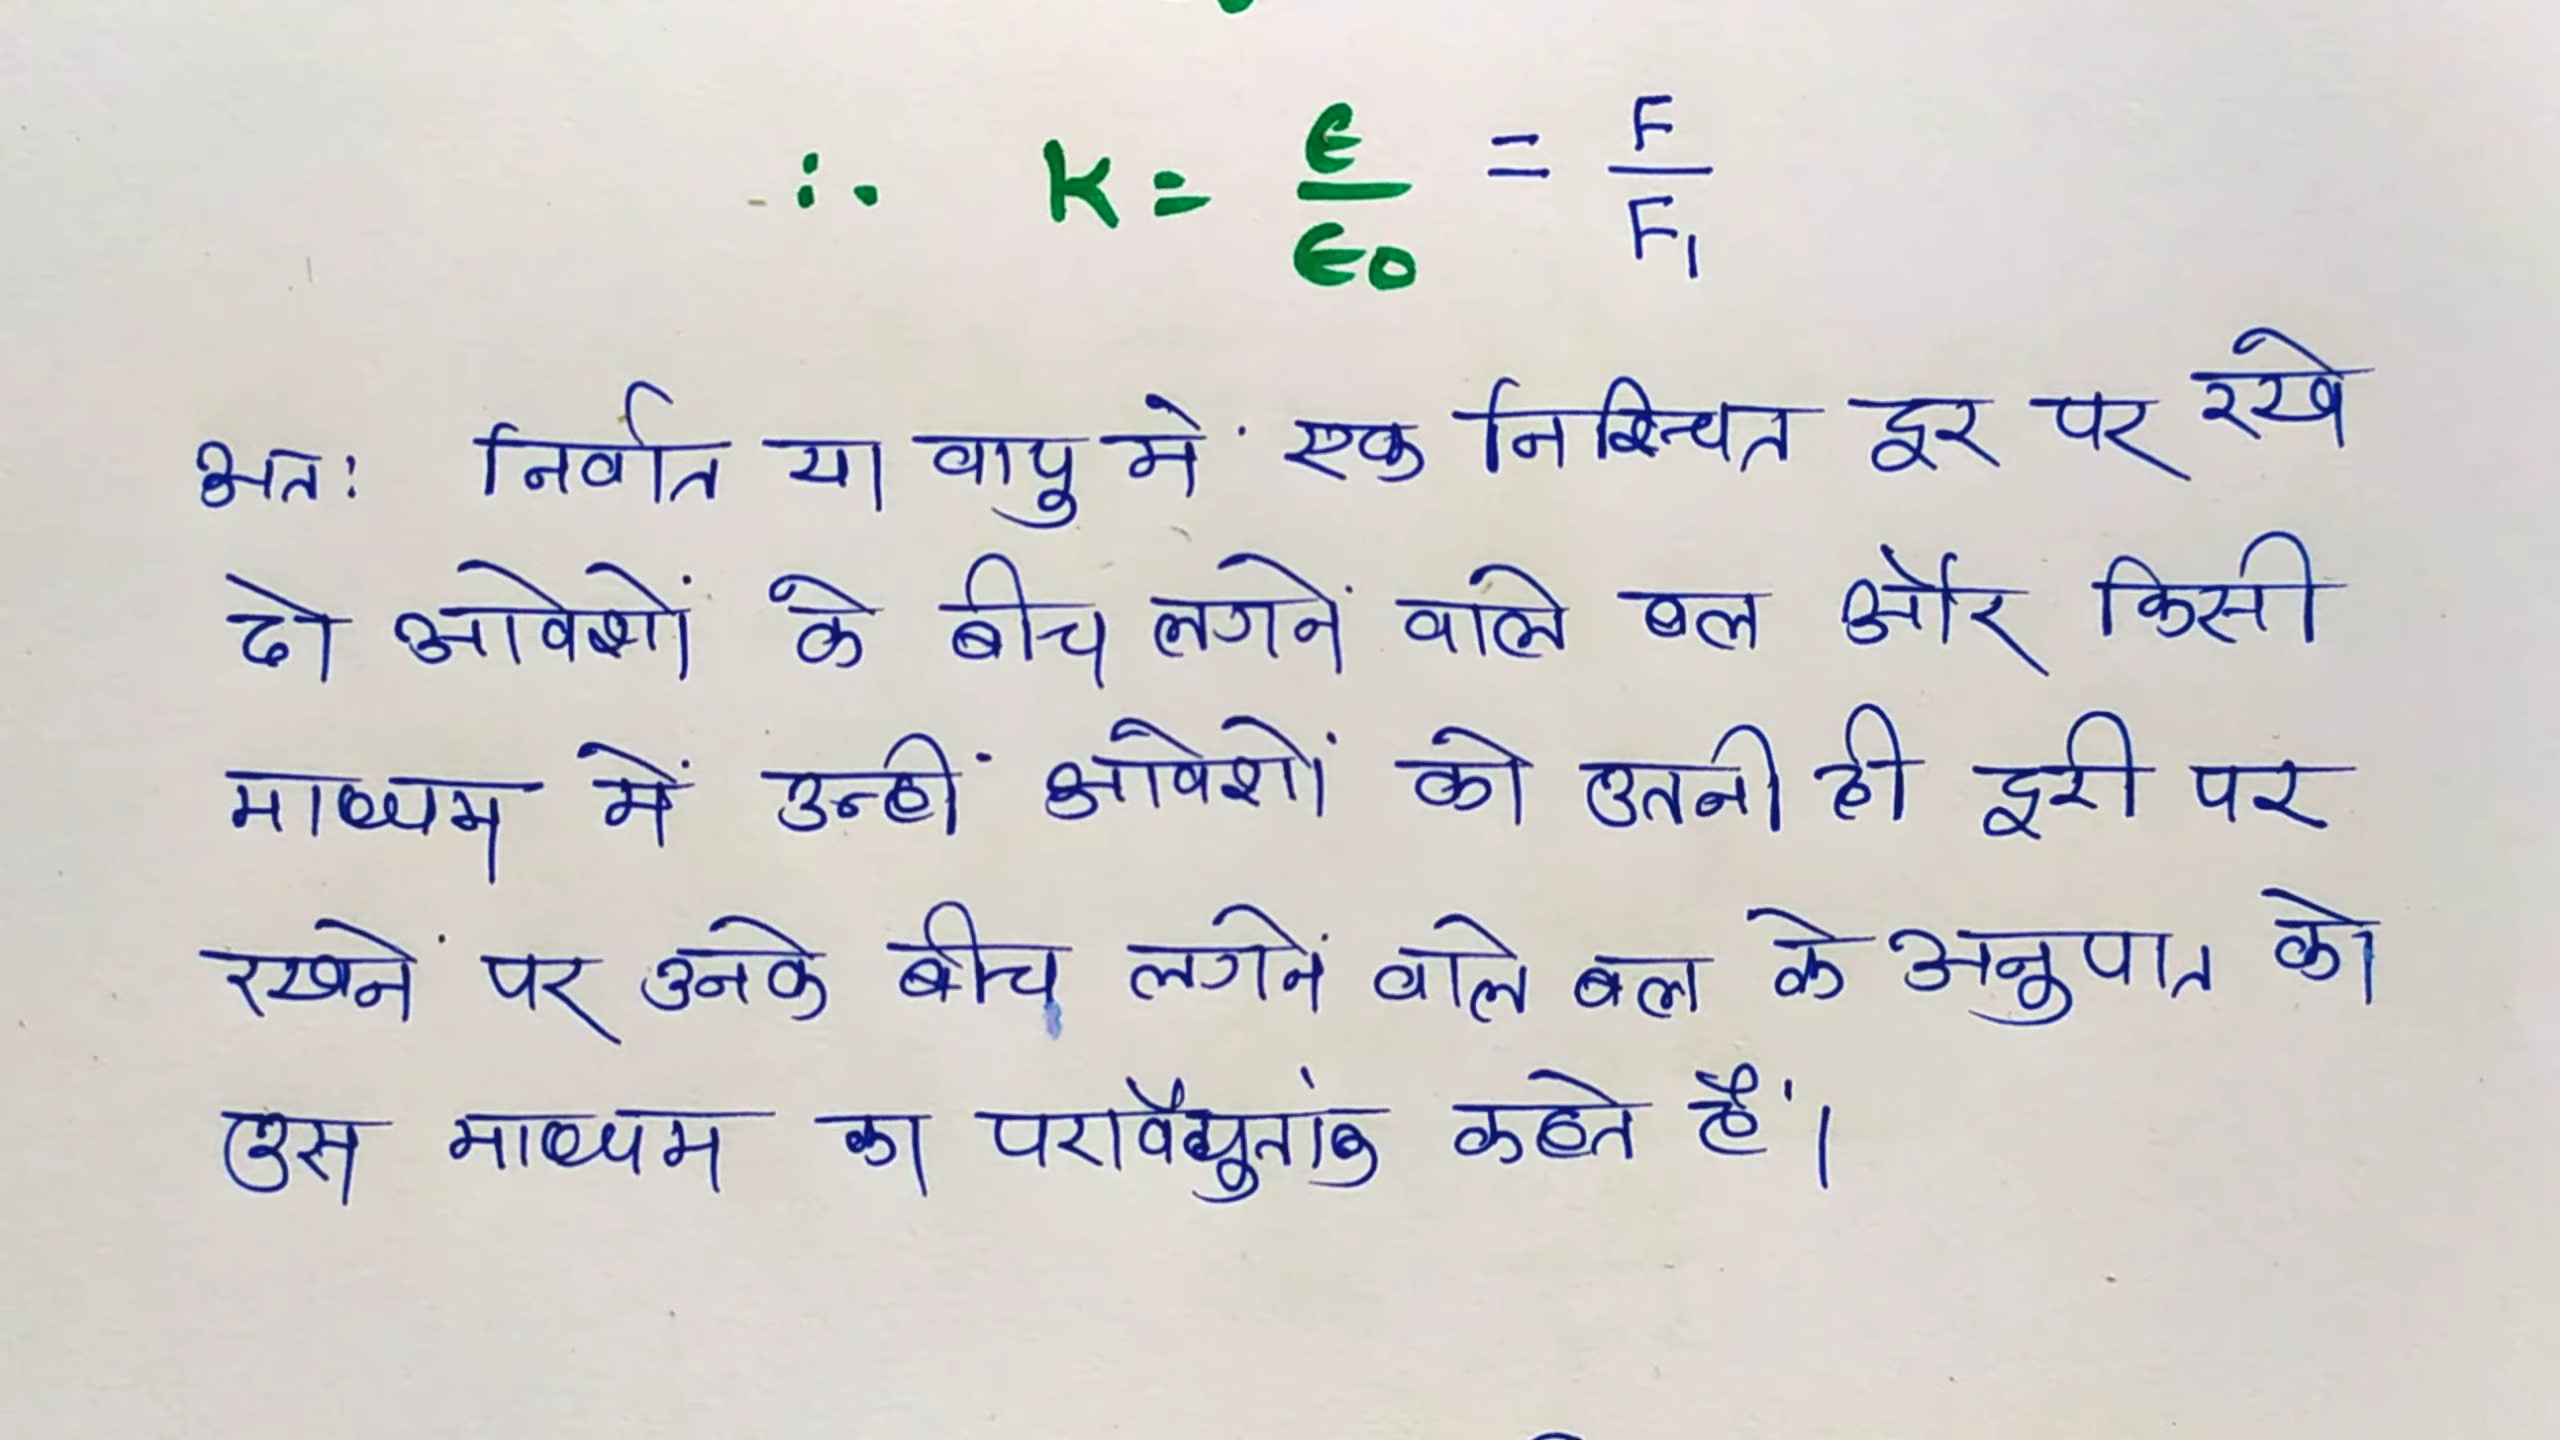 ∴ K = ϵ/ϵ0 = F/F1
अतः निर्वात या वायु में एक निश्चित दूर पर रखे
दो आवेशों के बीच लगनें वाले बल और किसी
माध्यम में उन्हीं आवेशों को उतनी ही दूरी पर
रखनें पर उनके बीच लगनें वाले बल के अनुपात को
उस माध्यम का परावैद्युतांक कहते हैं।